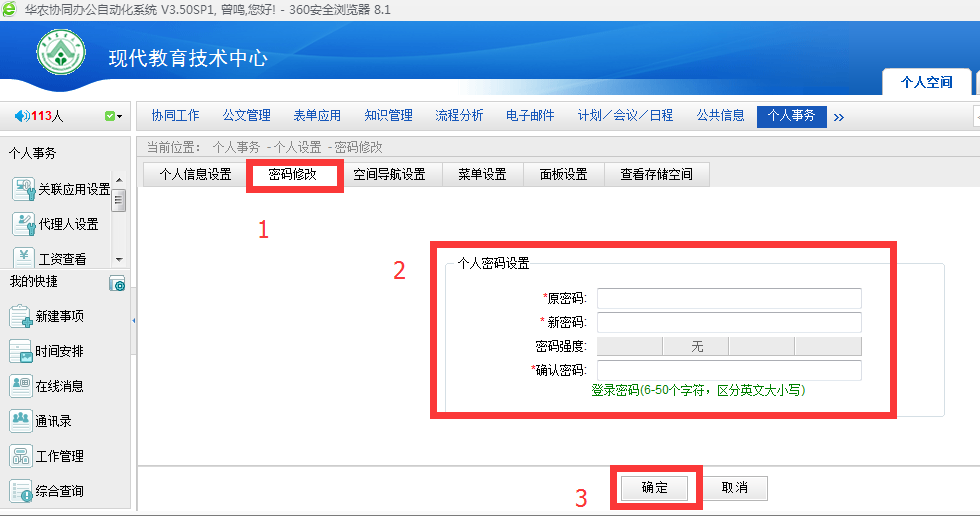 华农协同办公自动化系统 V3.50SP1, 曾鸣,您好! - 360安全浏览器 8.1
现代教育技术中心
个人空间
113人
协同工作 公文管理 表单应用 知识管理 流程分析 电子邮件 计划／会议／日程 公共信息 个人事务 »
个人事务
当前位置： 个人事务 - 个人设置 - 密码修改
个人信息设置 密码修改 空间导航设置 菜单设置 面板设置 查看存储空间
关联应用设置
代理人设置
工资查看
1
2
个人密码设置
*原密码:
* 新密码:
密码强度: 无
*确认密码:
登录密码(6-50个字符，区分英文大小写)
我的快捷
新建事项
时间安排
在线消息
通讯录
工作管理
综合查询
3
确定 取消